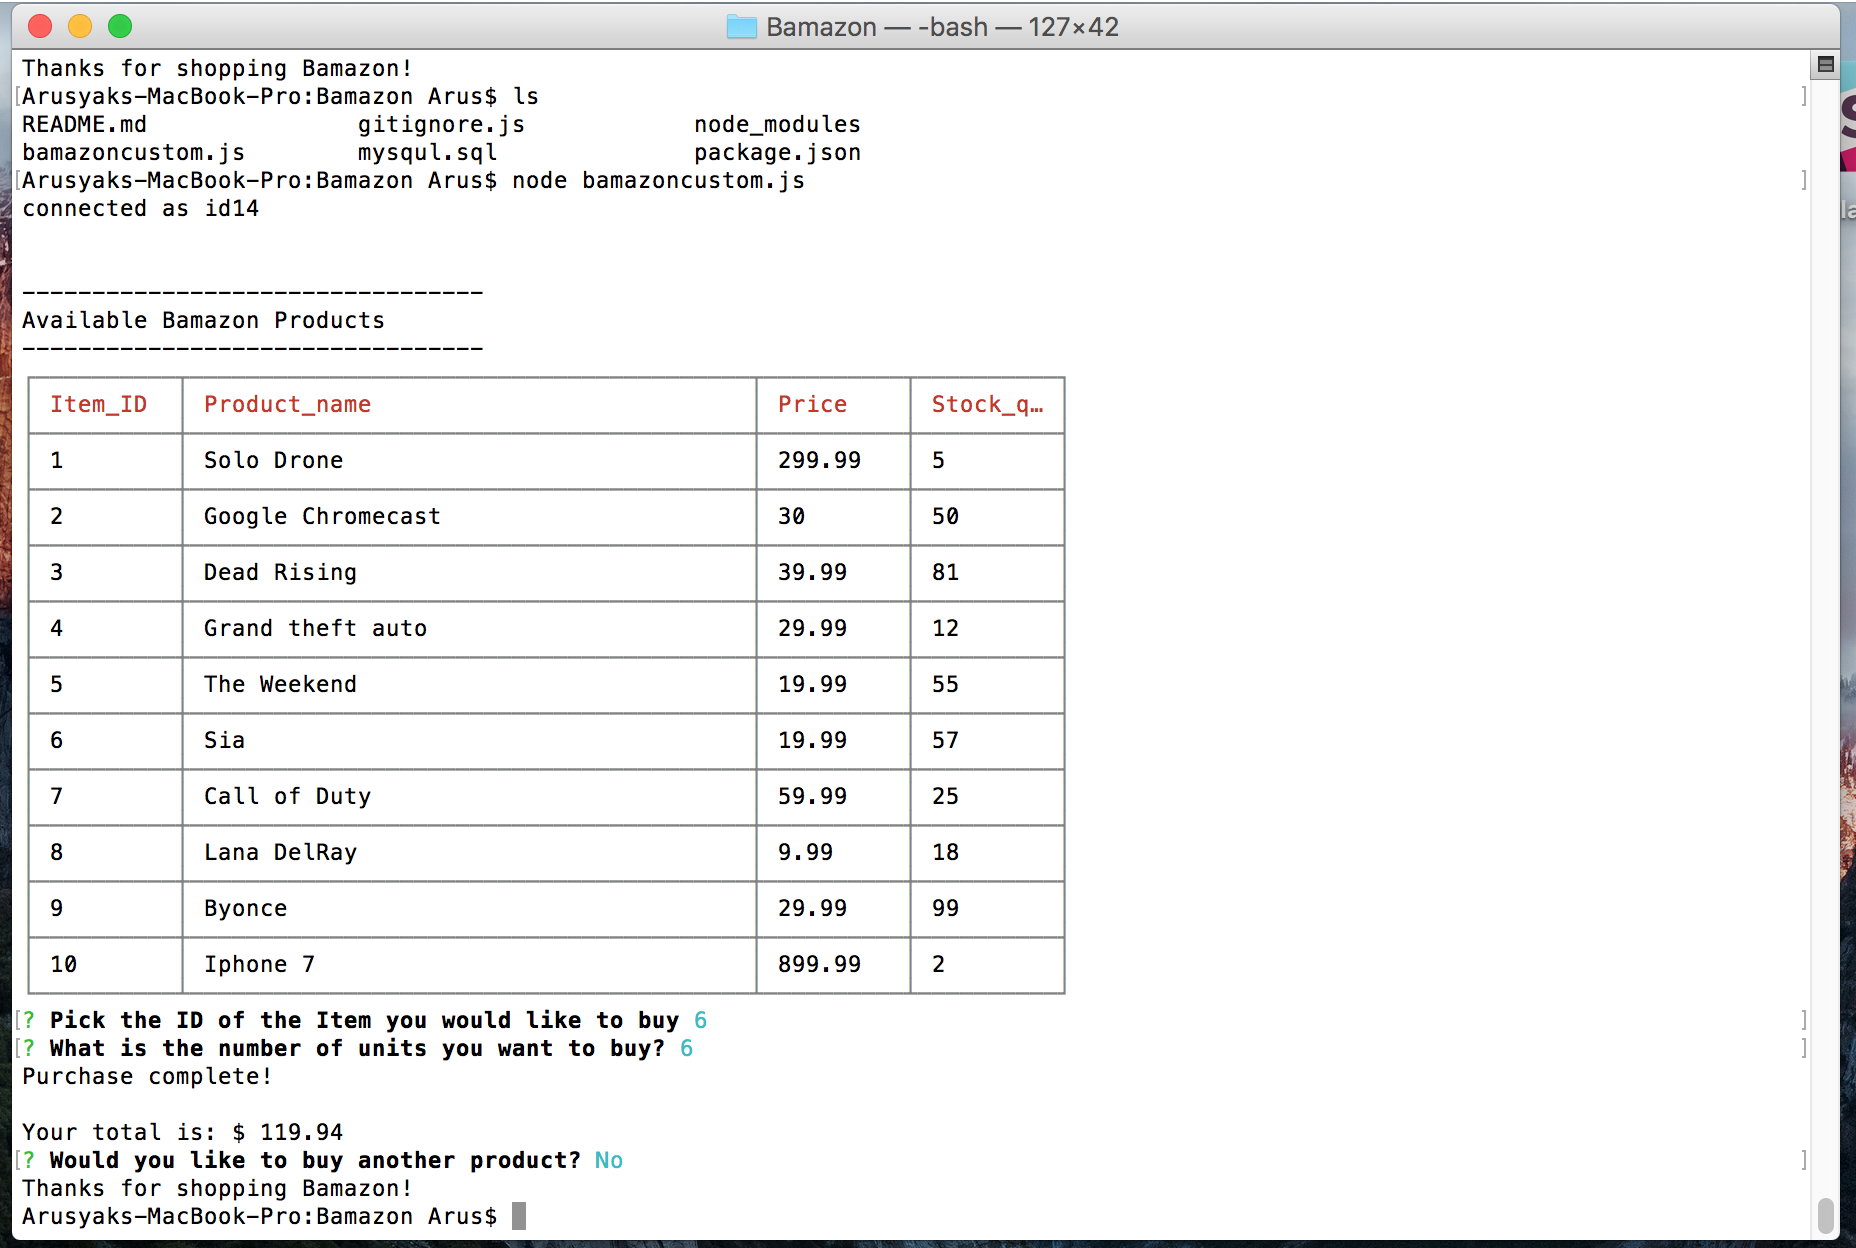 Bamazon — -bash — 127×42
Thanks for shopping Bamazon!
[Arusyaks-MacBook-Pro:Bamazon Arus$ ls ]
README.md gitignore.js node_modules
bamazoncustom.js mysqul.sql package.json
[Arusyaks-MacBook-Pro:Bamazon Arus$ node bamazoncustom.js ]
connected as id14
---------------------------------
Available Bamazon Products
---------------------------------
Item_ID Product_name Price Stock_q…
1 Solo Drone 299.99 5
2 Google Chromecast 30 50
3 Dead Rising 39.99 81
4 Grand theft auto 29.99 12
5 The Weekend 19.99 55
6 Sia 19.99 57
7 Call of Duty 59.99 25
8 Lana DelRay 9.99 18
9 Byonce 29.99 99
10 Iphone 7 899.99 2
[? Pick the ID of the Item you would like to buy 6 ]
[? What is the number of units you want to buy? 6 ]
Purchase complete!
Your total is: $ 119.94
[? Would you like to buy another product? No ]
Thanks for shopping Bamazon!
Arusyaks-MacBook-Pro:Bamazon Arus$